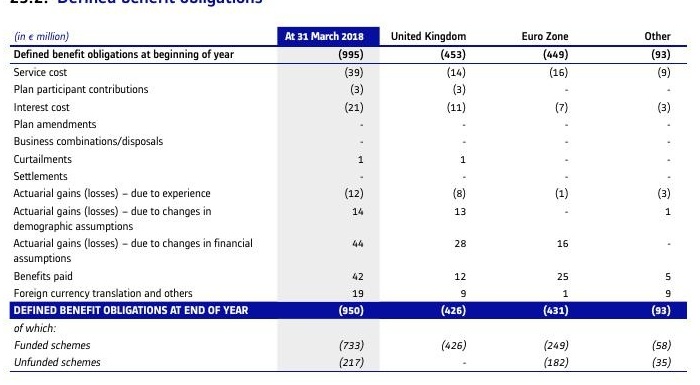 29.2. Defined benefit obligations
(in € million) At 31 March 2018 United Kingdom Euro Zone Other
Defined benefit obligations at beginning of year (995) (453) (449) (93)
Service cost (39) (14) (16) (9)
Plan participant contributions (3) (3) - -
Interest cost (21) (11) (7) (3)
Plan amendments - - - -
Business combinations/disposals - - - -
Curtailments 1 1 - -
Settlements - - - -
Actuarial gains (losses) – due to experience (12) (8) (1) (3)
Actuarial gains (losses) – due to changes in
demographic assumptions 14 13 - 1
Actuarial gains (losses) – due to changes in financial
assumptions 44 28 16 -
Benefits paid 42 12 25 5
Foreign currency translation and others 19 9 1 9
DEFINED BENEFIT OBLIGATIONS AT END OF YEAR (950) (426) (431) (93)
of which:
Funded schemes (733) (426) (249) (58)
Unfunded schemes (217) - (182) (35)